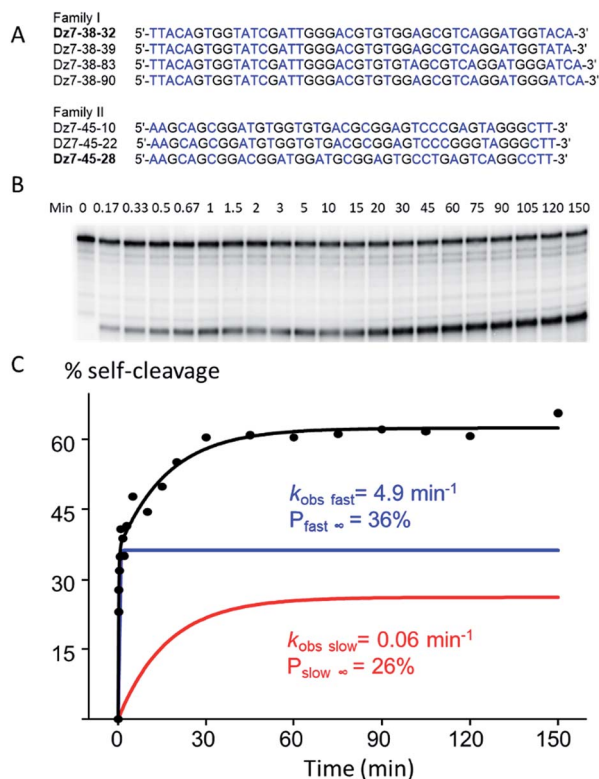 A
Family I
Dz7-38-32 5'-TTACAGTGGTATCGATTGGGACGTGTGGAGCGTCAGGATGGTACA-3'
Dz7-38-39 5'-TTACAGTGGTATCGATTGGGACGTGTGGAGCGTCAGGATGGTATA-3'
Dz7-38-83 5'-TTACAGTGGTATCGATTGGGACGTGTGTAGCGTCAGGATGGGATCA-3'
Dz7-38-90 5'-TTACAGTGGTATCGATTGGGACGTGTGGAGCGTCAGGATGGGATCA-3'
Family II
Dz7-45-10 5'-AAGCAGCGGATGTGGTGTGACGCGGAGTCCCGAGTAGGGCTT-3'
DZ7-45-22 5'-AAGCAGCGGATGTGGTGTGACGCGGAGTCCCGGGTAGGGCTT-3'
Dz7-45-28 5'-AAGCAGCGGACGGATGGATGCGGAGTGCCTGAGTCAGGCCTT-3'
B
Min 0 0.17 0.33 0.5 0.67 1 1.5 2 3 5 10 15 20 30 45 60 75 90 105 120 150
C
% self-cleavage
60
45
30
15
k obs fast = 4.9 min-1
P fast ∞ = 36%
k obs slow = 0.06 min-1
P slow ∞ = 26%
0 30 60 90 120 150
Time (min)